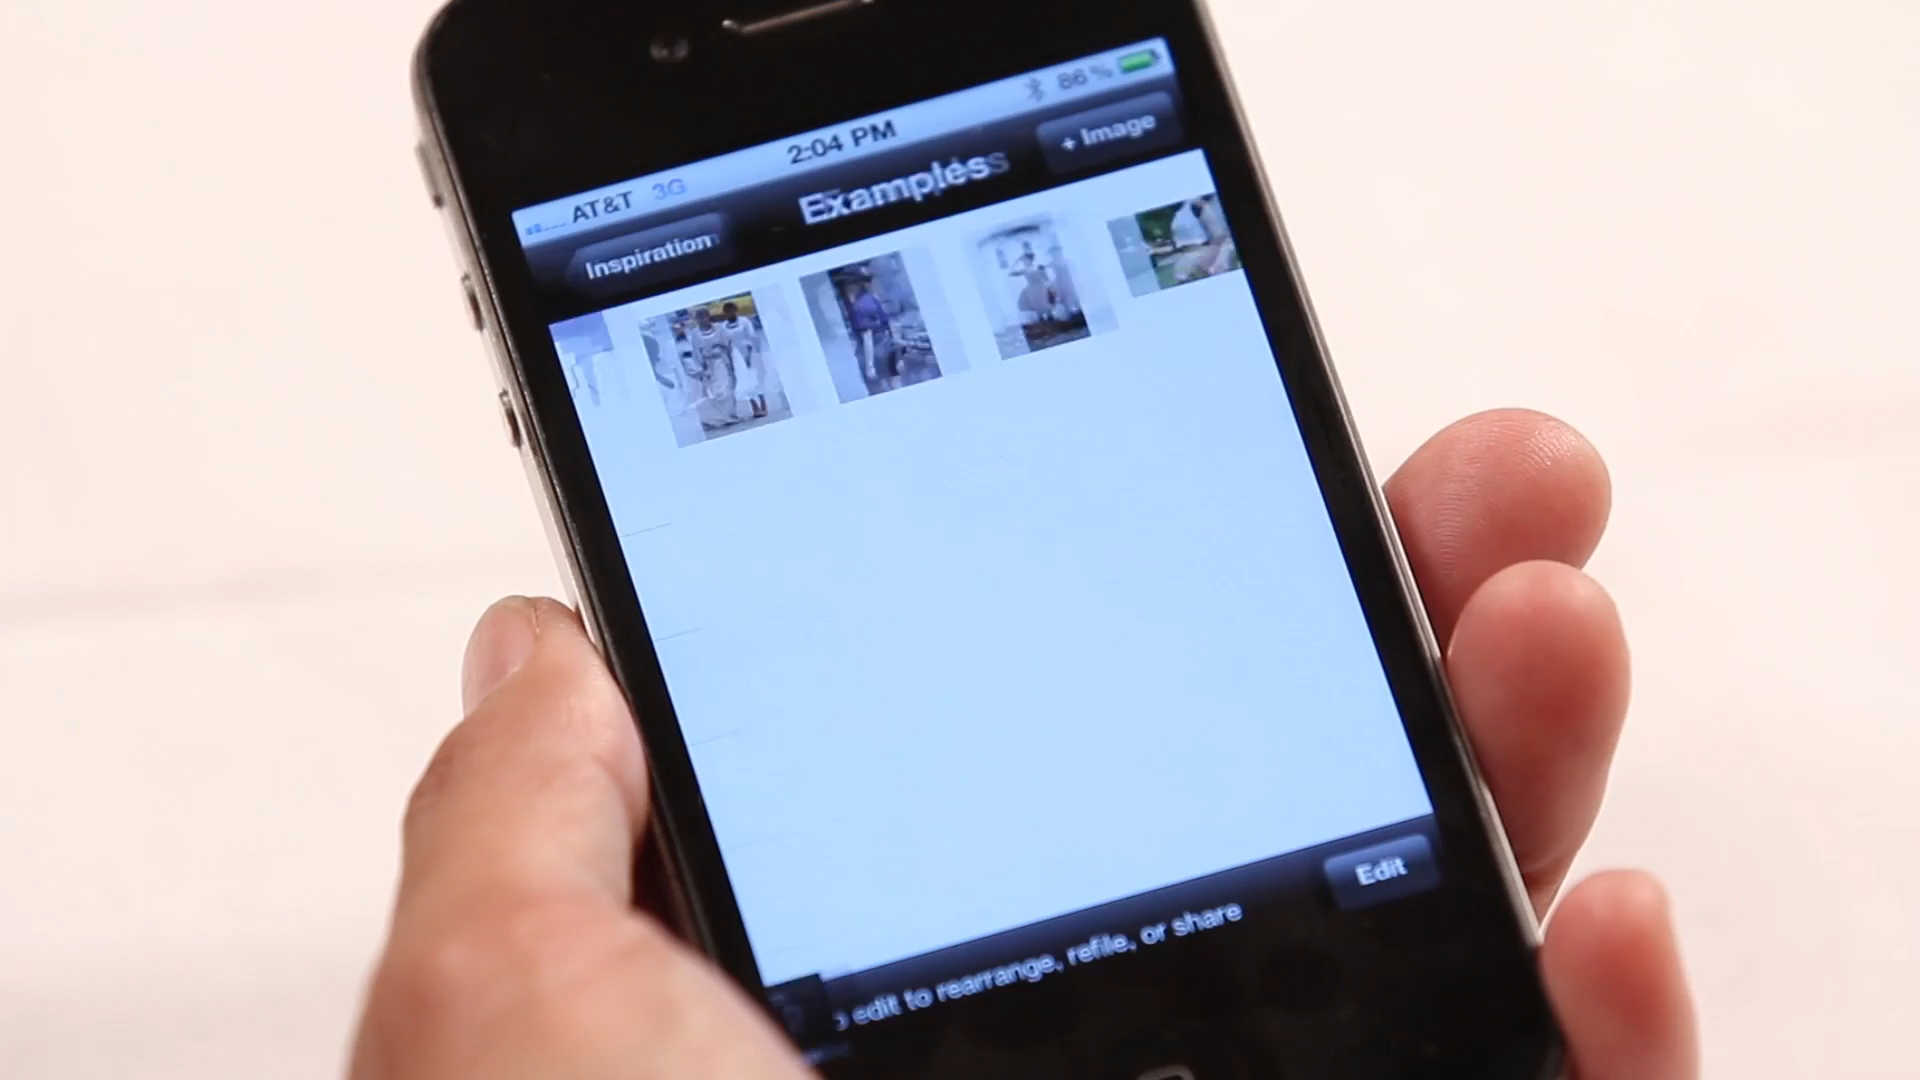 AT&T 3G 2:04 PM 86 %
Inspiration Examples + Image
edit to rearrange, refile, or share Edit